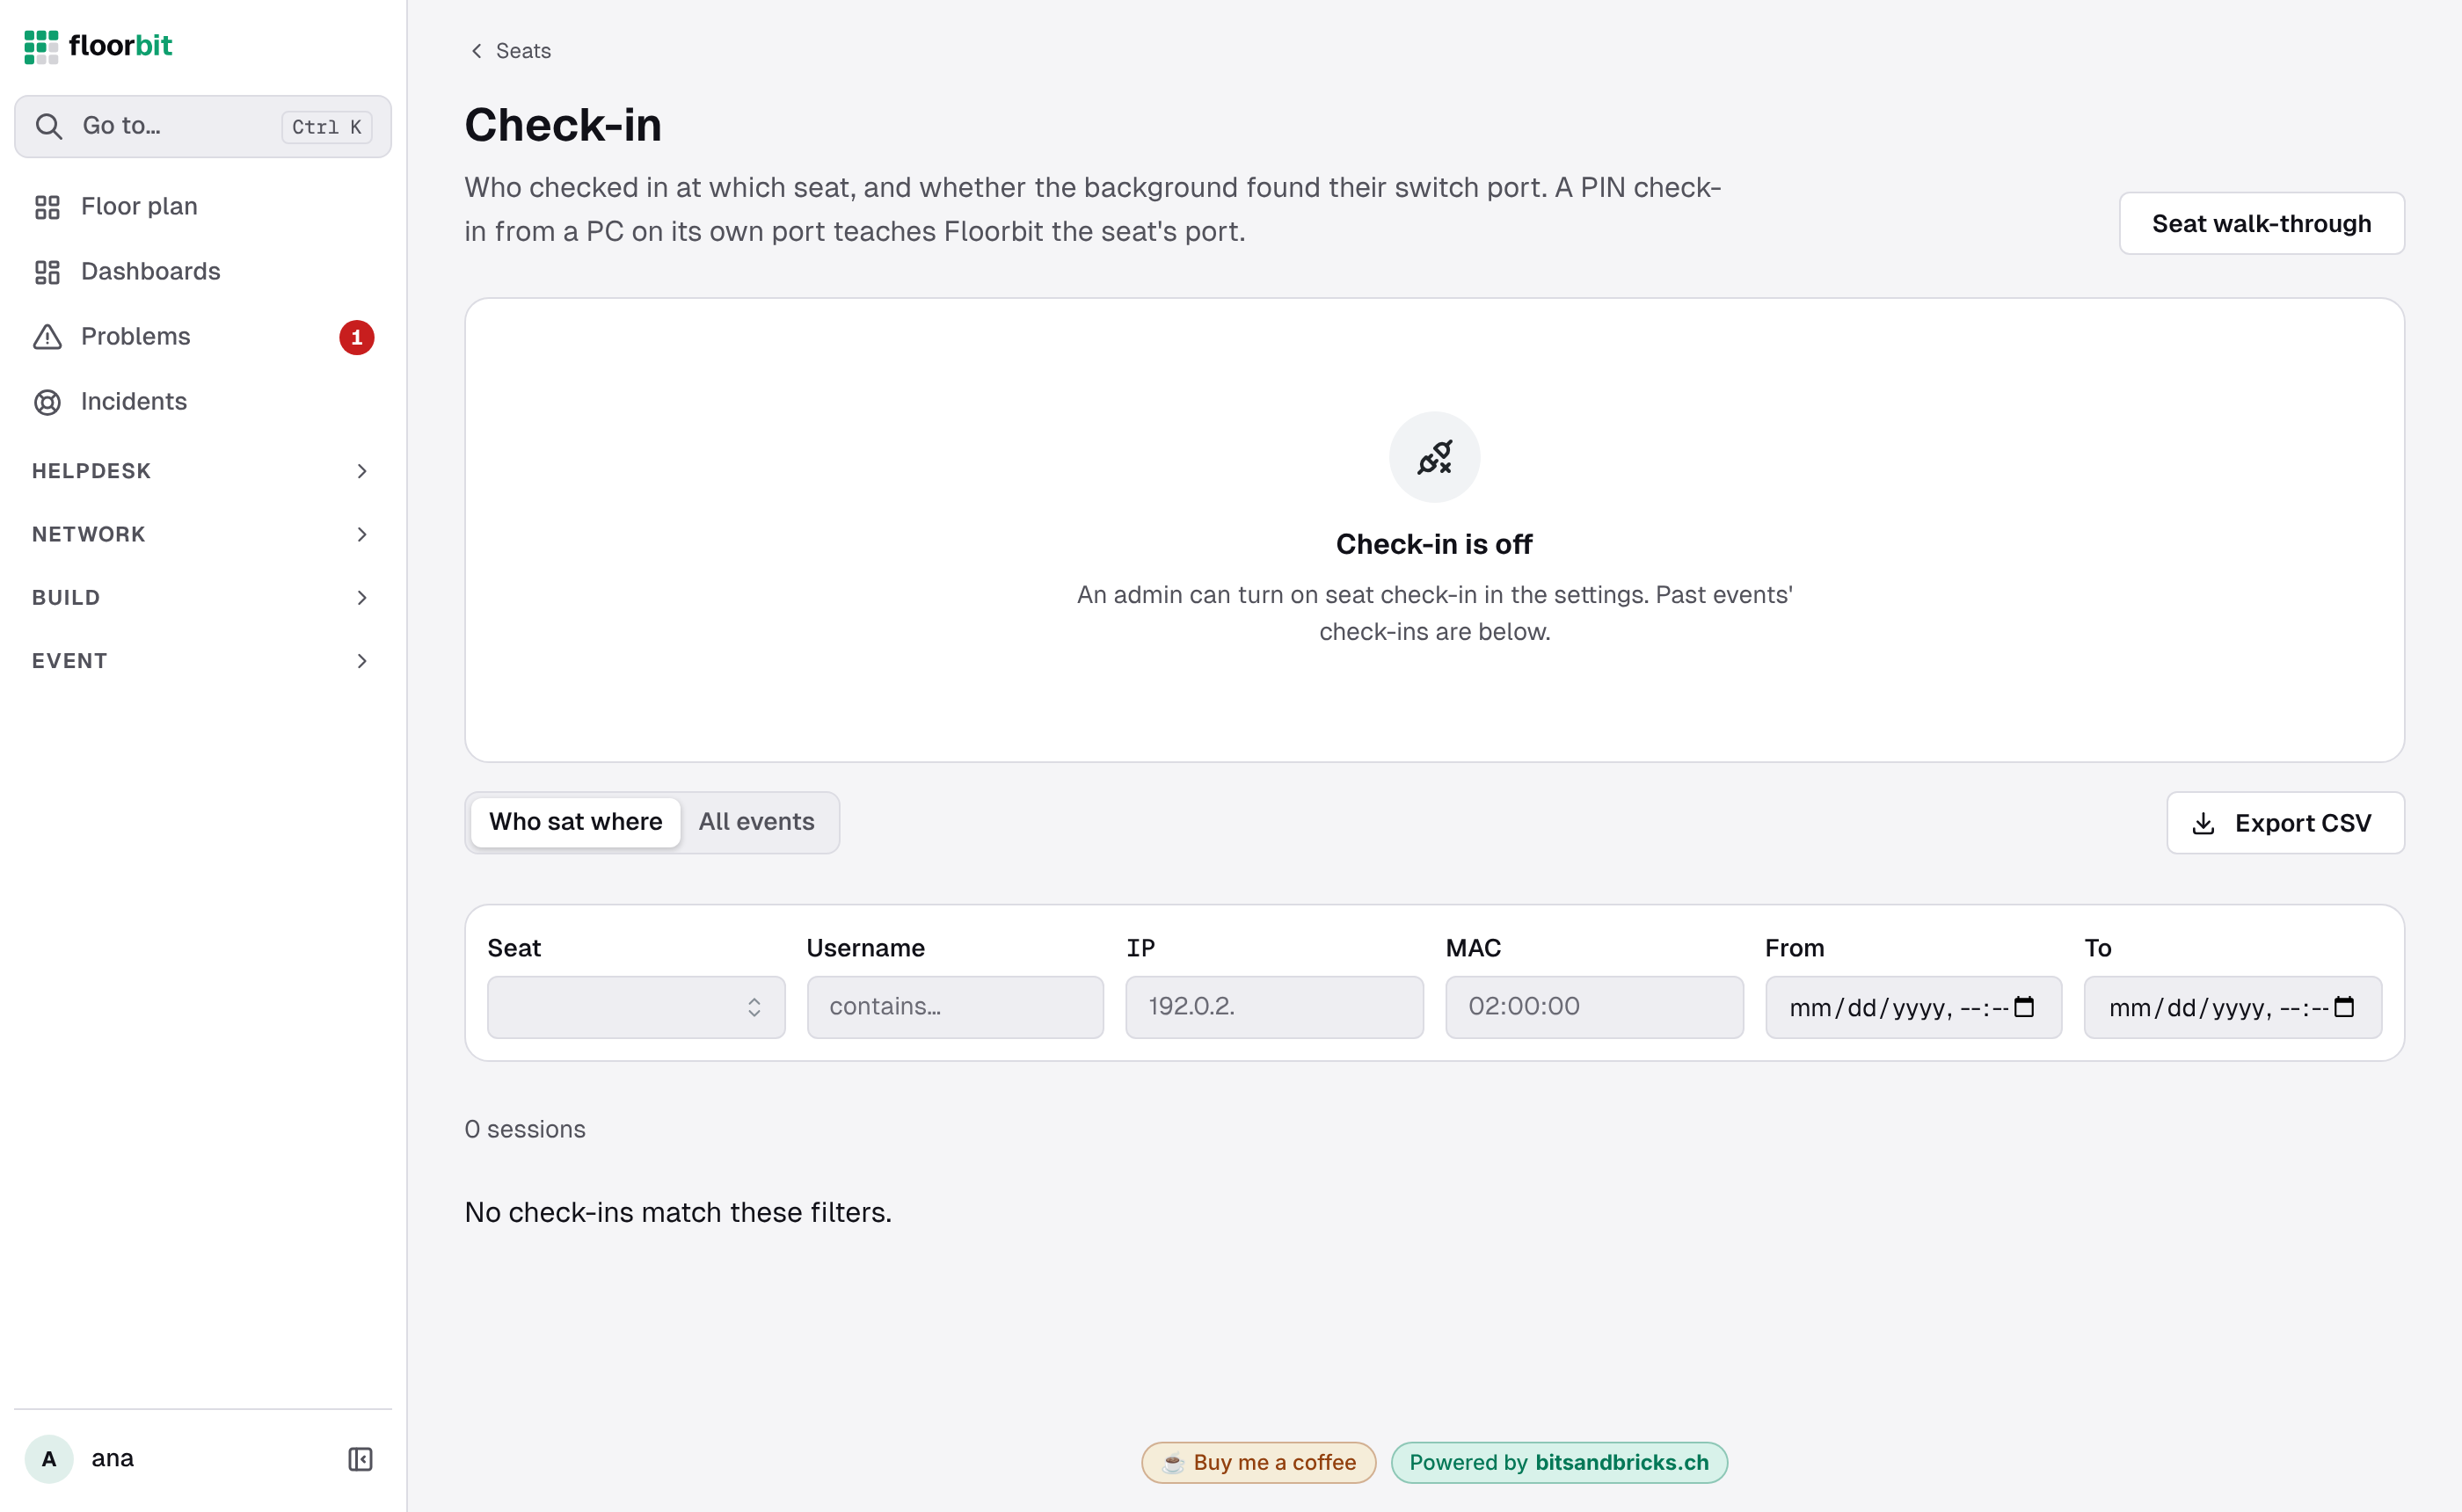 floorbit
Go to...
Ctrl K
Floor plan
Dashboards
Problems
1
Incidents
HELPDESK
NETWORK
BUILD
EVENT
A
ana
Seats
Check-in
Who checked in at which seat, and whether the background found their switch port. A PIN check-
in from a PC on its own port teaches Floorbit the seat's port.
Seat walk-through
Check-in is off
An admin can turn on seat check-in in the settings. Past events'
check-ins are below.
Who sat where
All events
Export CSV
Seat
Username
IP
MAC
From
To
contains...
192.0.2.
02:00:00
mm/dd/yyyy, --:--
mm/dd/yyyy, --:--
0 sessions
No check-ins match these filters.
Buy me a coffee
Powered by bitsandbricks.ch